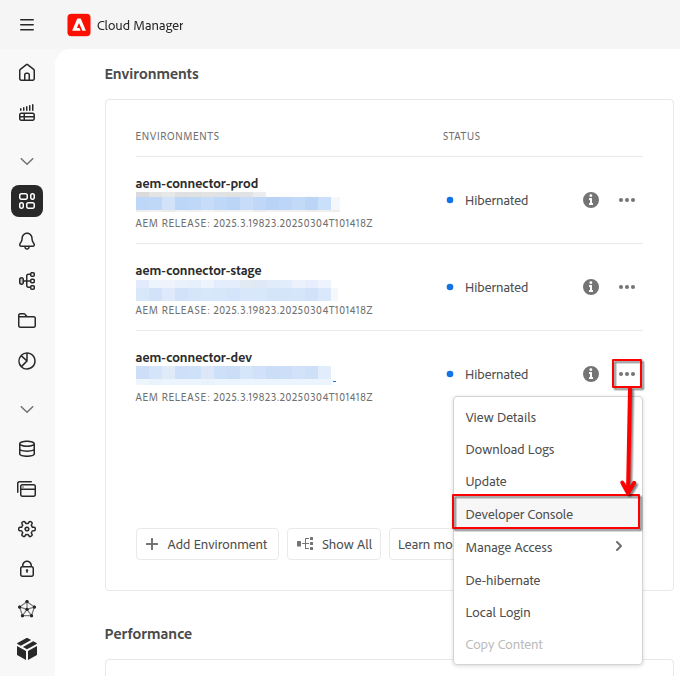 Cloud Manager
Environments
ENVIRONMENTS STATUS
aem-connector-prod
Hibernated
AEM RELEASE: 2025.3.19823.20250304T101418Z
aem-connector-stage
Hibernated
AEM RELEASE: 2025.3.19823.20250304T101418Z
aem-connector-dev
Hibernated
AEM RELEASE: 2025.3.19823.20250304T101418Z
View Details
Download Logs
Update
Developer Console
Manage Access
De-hibernate
Local Login
Copy Content
Add Environment Show All Learn mo
Performance